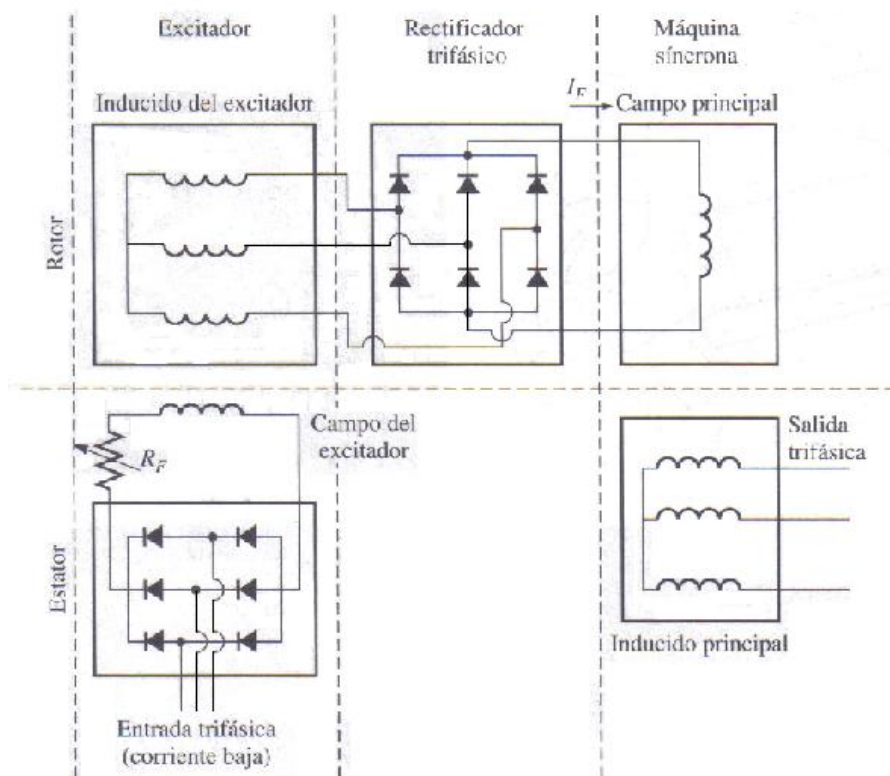 Excitador
Rectificador
trifásico
Máquina
síncrona
Inducido del excitador
I_F
Campo principal
Rotor
Campo del
excitador
R_F
Salida
trifásica
Estator
Inducido principal
Entrada trifásica
(corriente baja)